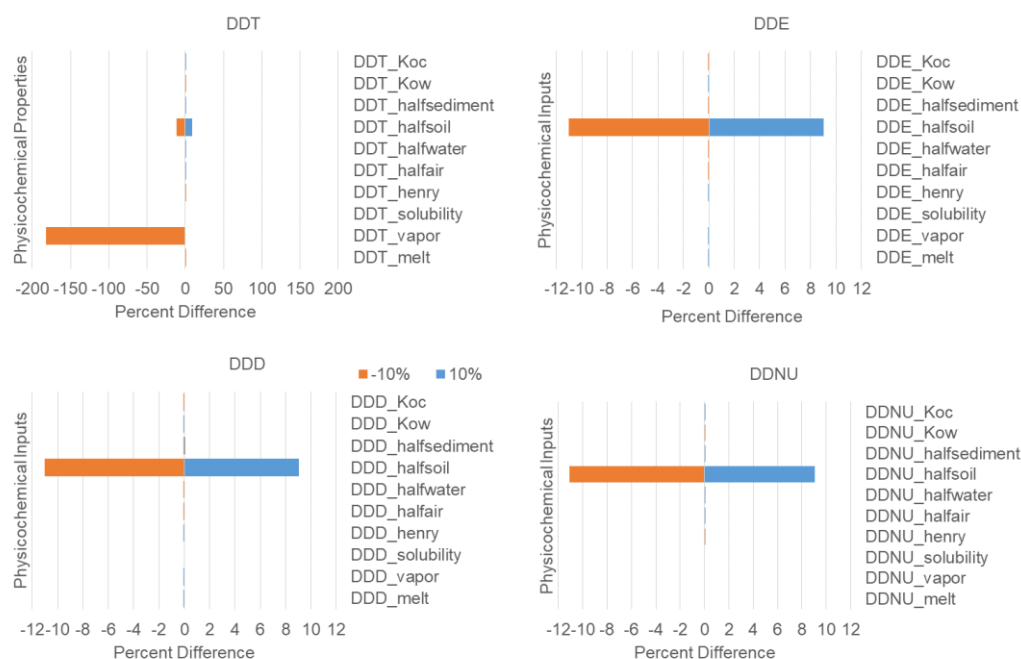 DDT
Physicochemical Properties
DDT_Koc
DDT_Kow
DDT_halfsediment
DDT_halfsoil
DDT_halfwater
DDT_halfair
DDT_henry
DDT_solubility
DDT_vapor
DDT_melt
-200 -150 -100 -50 0 50 100 150 200
Percent Difference
DDE
Physicochemical Inputs
DDE_Koc
DDE_Kow
DDE_halfsediment
DDE_halfsoil
DDE_halfwater
DDE_halfair
DDE_henry
DDE_solubility
DDE_vapor
DDE_melt
-12 -10 -8 -6 -4 -2 0 2 4 6 8 10 12
Percent Difference
DDD
-10% 10%
Physicochemical Inputs
DDD_Koc
DDD_Kow
DDD_halfsediment
DDD_halfsoil
DDD_halfwater
DDD_halfair
DDD_henry
DDD_solubility
DDD_vapor
DDD_melt
-12 -10 -8 -6 -4 -2 0 2 4 6 8 10 12
Percent Difference
DDNU
Physicochemical Inputs
DDNU_Koc
DDNU_Kow
DDNU_halfsediment
DDNU_halfsoil
DDNU_halfwater
DDNU_halfair
DDNU_henry
DDNU_solubility
DDNU_vapor
DDNU_melt
-12 -10 -8 -6 -4 -2 0 2 4 6 8 10 12
Percent Difference